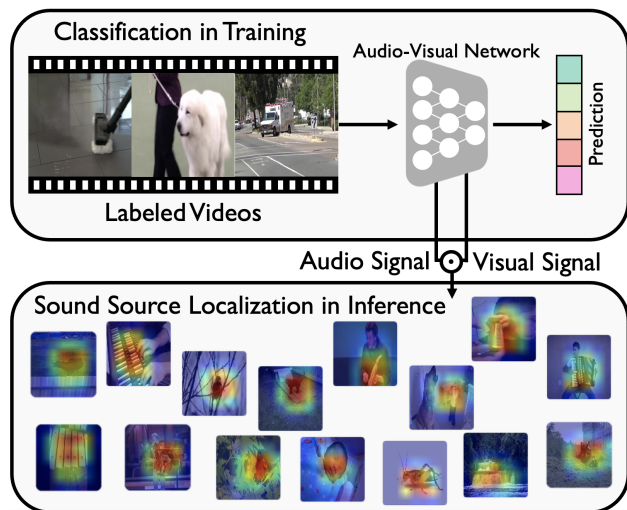 Classification in Training
Audio-Visual Network
Prediction
Labeled Videos
Audio Signal
Visual Signal
Sound Source Localization in Inference